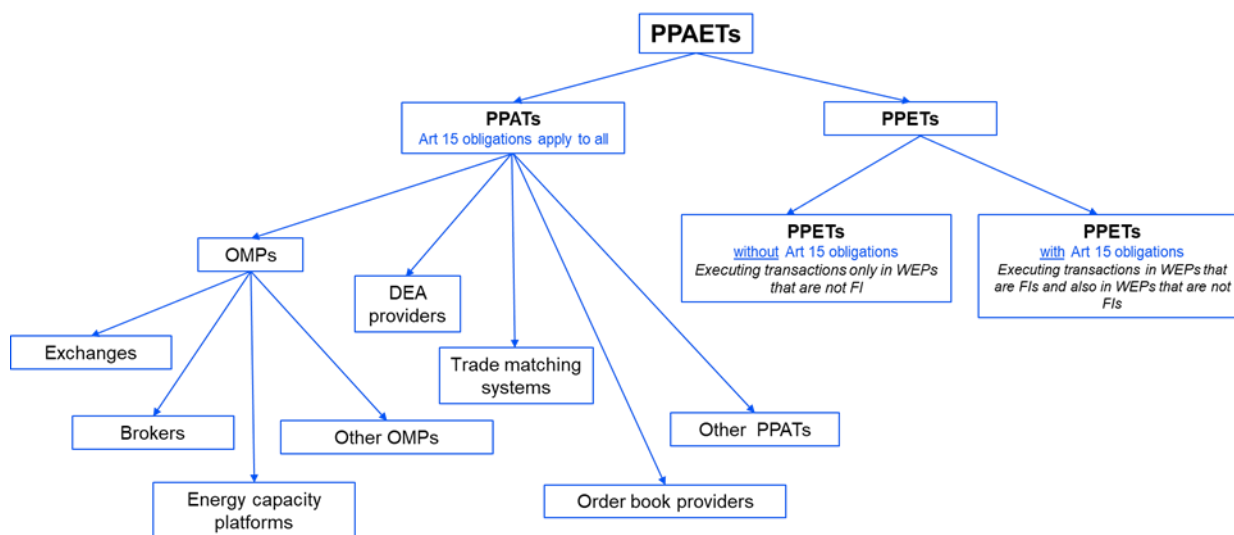 PPAETs
PPATs
Art 15 obligations apply to all
PPETs
PPETs
without Art 15 obligations
Executing transactions only in WEPs
that are not FI
PPETs
with Art 15 obligations
Executing transactions in WEPs that
are FIs and also in WEPs that are not
FIs
OMPs
DEA
providers
Exchanges
Trade matching
systems
Brokers
Other OMPs
Other PPATs
Energy capacity
platforms
Order book providers